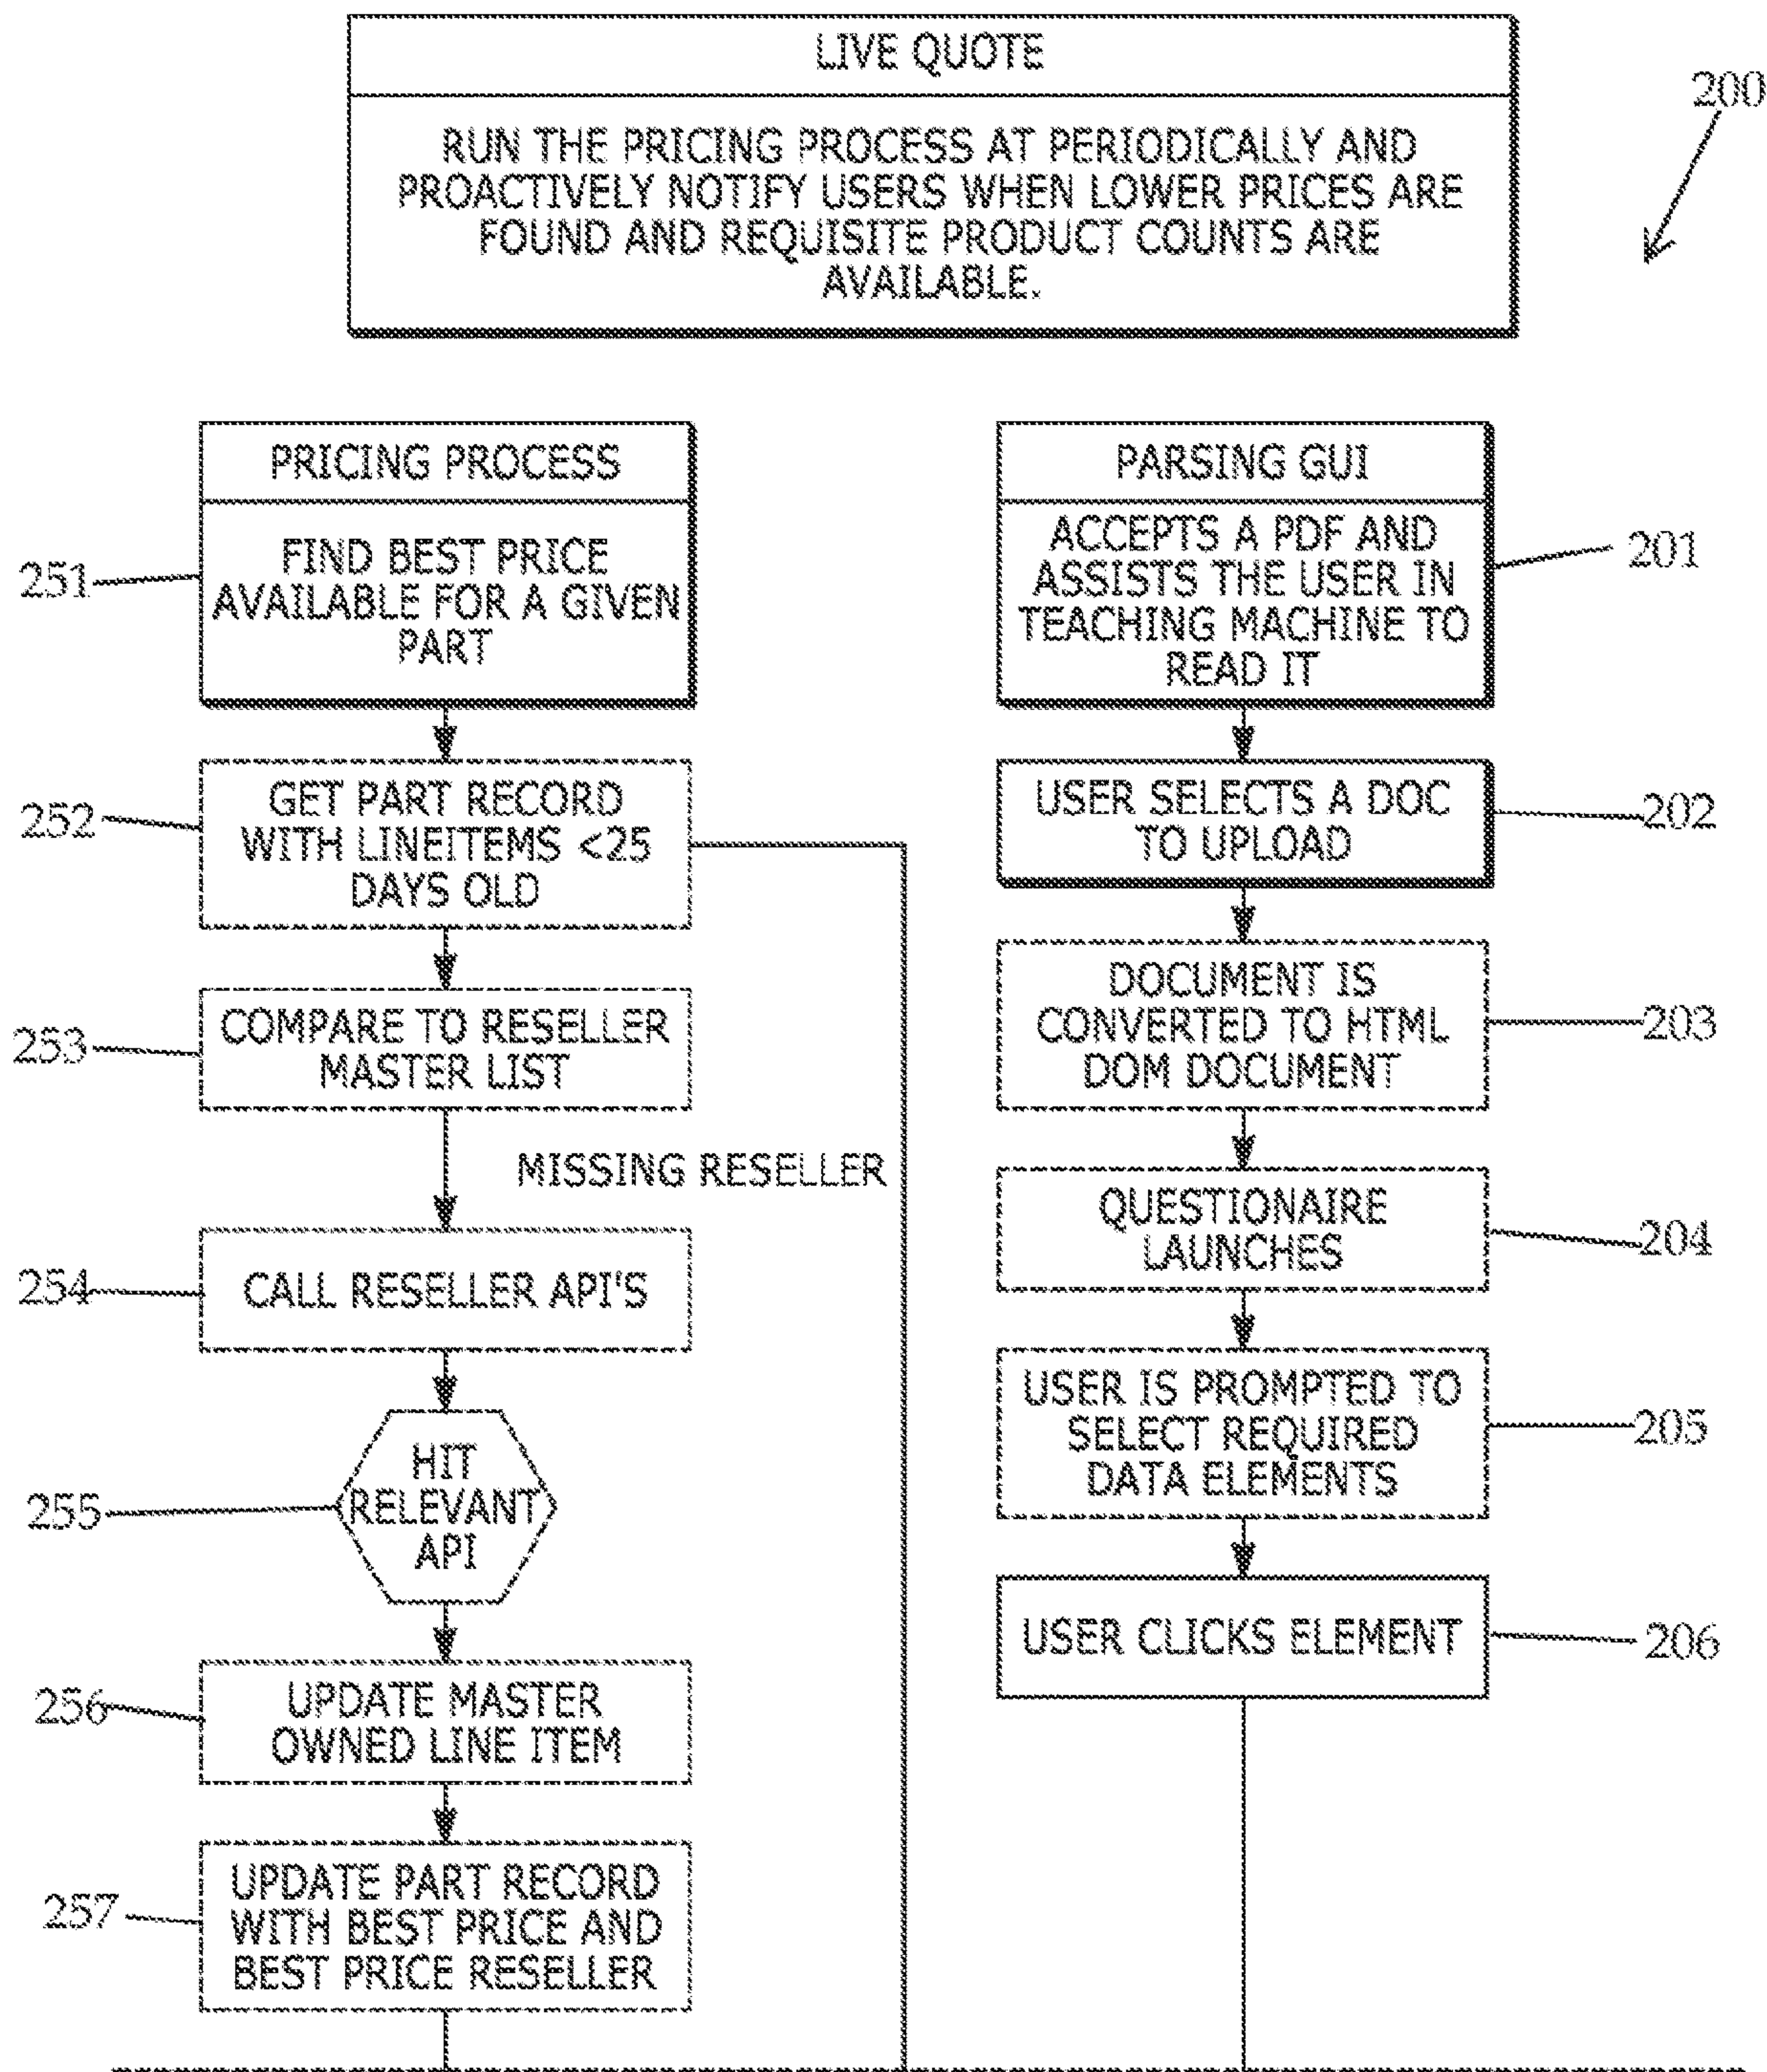 LIVE QUOTE
RUN THE PRICING PROCESS AT PERIODICALLY AND
PROACTIVELY NOTIFY USERS WHEN LOWER PRICES ARE
FOUND AND REQUISITE PRODUCT COUNTS ARE
AVAILABLE.
200
PRICING PROCESS
FIND BEST PRICE
AVAILABLE FOR A GIVEN
PART
251
GET PART RECORD
WITH LINEITEMS <25
DAYS OLD
252
COMPARE TO RESELLER
MASTER LIST
253
MISSING RESELLER
CALL RESELLER API'S
254
HIT
RELEVANT
API
255
UPDATE MASTER
OWNED LINE ITEM
256
UPDATE PART RECORD
WITH BEST PRICE AND
BEST PRICE RESELLER
257
PARSING GUI
ACCEPTS A PDF AND
ASSISTS THE USER IN
TEACHING MACHINE TO
READ IT
201
USER SELECTS A DOC
TO UPLOAD
202
DOCUMENT IS
CONVERTED TO HTML
DOM DOCUMENT
203
QUESTIONAIRE
LAUNCHES
204
USER IS PROMPTED TO
SELECT REQUIRED
DATA ELEMENTS
205
USER CLICKS ELEMENT
206